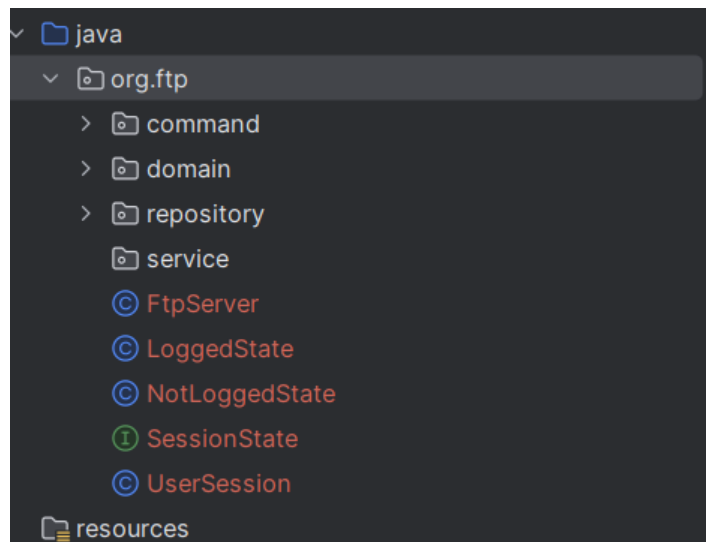 java
org.ftp
command
domain
repository
service
C FtpServer
C LoggedState
C NotLoggedState
I SessionState
C UserSession
resources